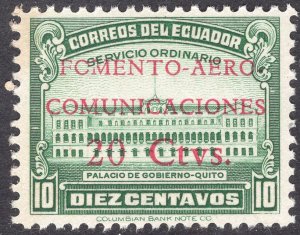 CORREOS DEL ECUADOR
SERVICIO ORDINARIO
FOMENTO-AERO
COMUNICACIONES
20 Ctvs.
PALACIO DE GOBIERNO-QUITO
10 DIEZ CENTAVOS 10
COLUMBIAN BANK NOTE CO.